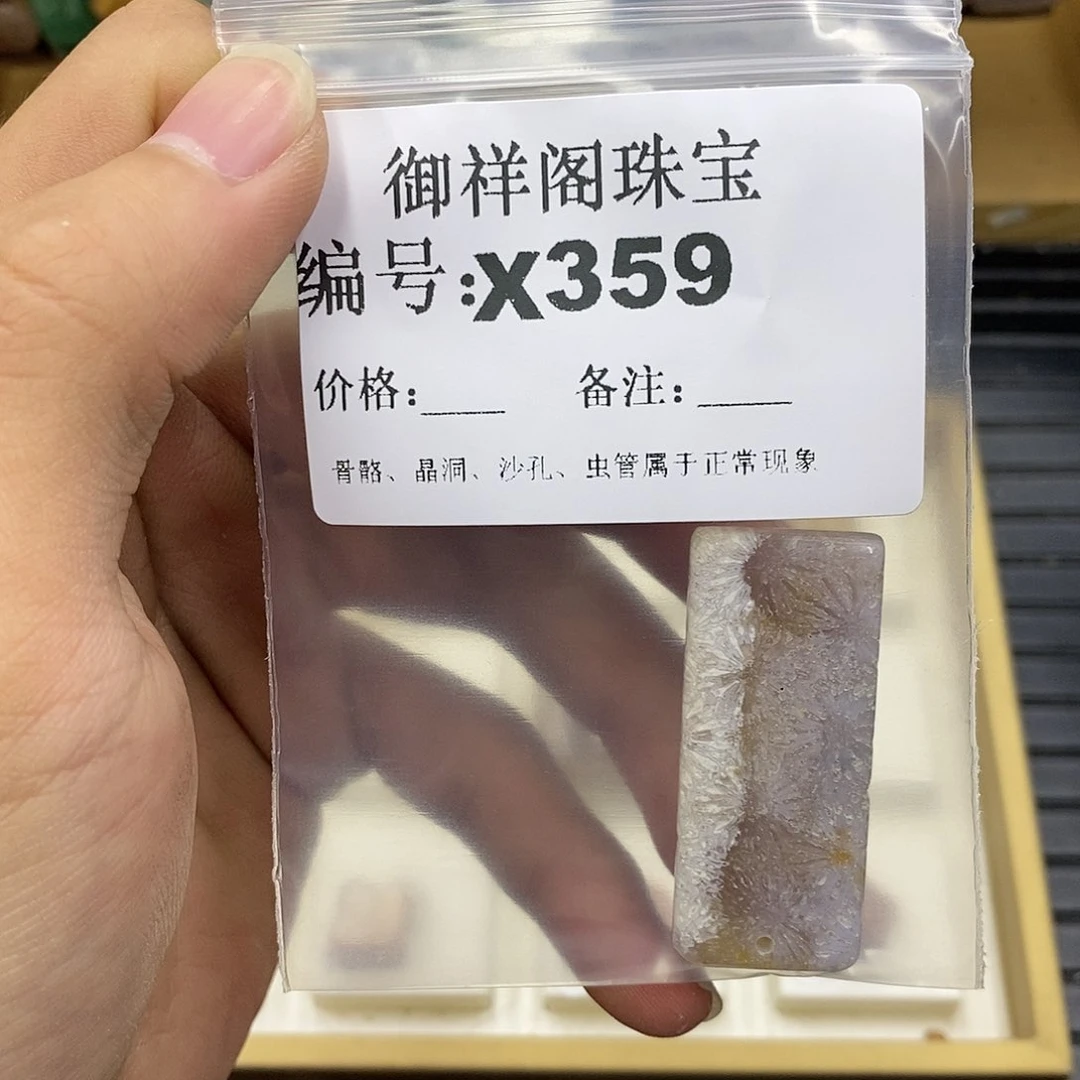 御祥阁珠宝
编号:X359
价格:____ 备注:____
骨骼、晶洞、沙孔、虫管属于正常现象